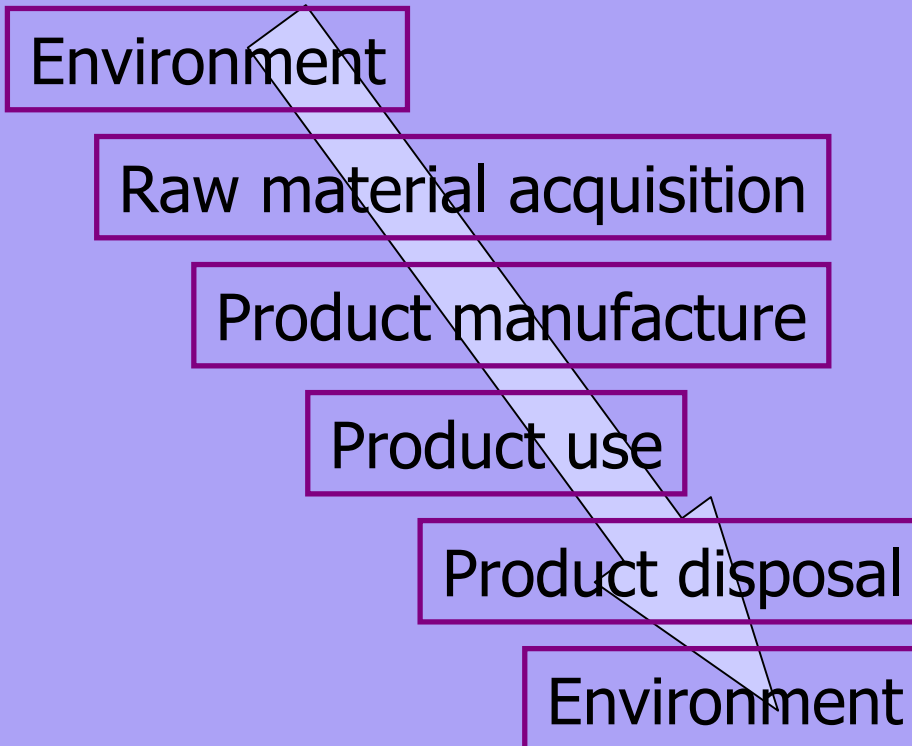 Environment
Raw material acquisition
Product manufacture
Product use
Product disposal
Environment